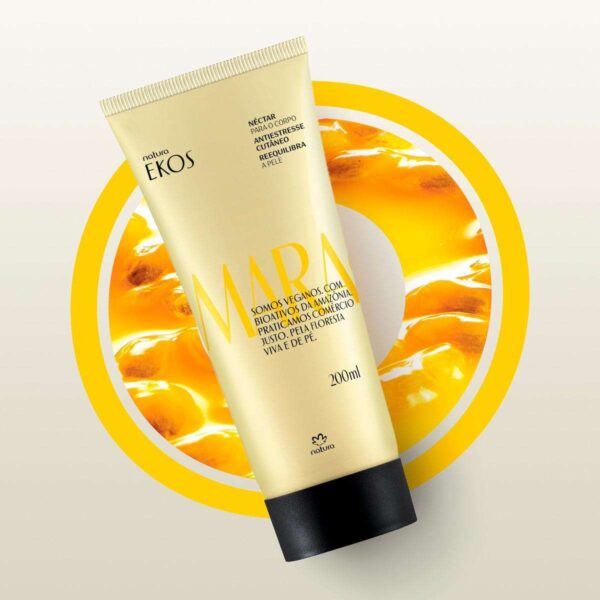 natura
EKOS
NÉCTAR
PARA O CORPO
ANTIESTRESSE
CUTÂNEO
REEQUILIBRA
A PELE
MARA
SOMOS VEGANOS, COM
BIOATIVOS DA AMAZÔNIA.
PRATICAMOS COMÉRCIO
JUSTO, PELA FLORESTA
VIVA E DE PÉ.
200ml
natura